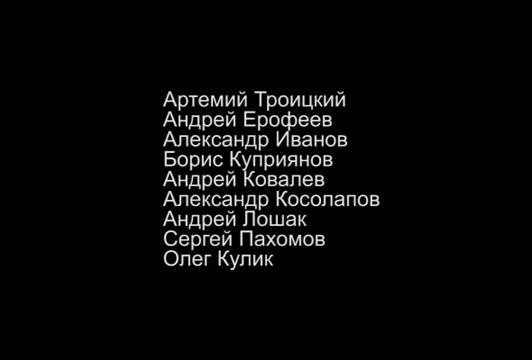 Артемий Троицкий
Андрей Ерофеев
Александр Иванов
Борис Куприянов
Андрей Ковалев
Александр Косолапов
Андрей Лошак
Сергей Пахомов
Олег Кулик